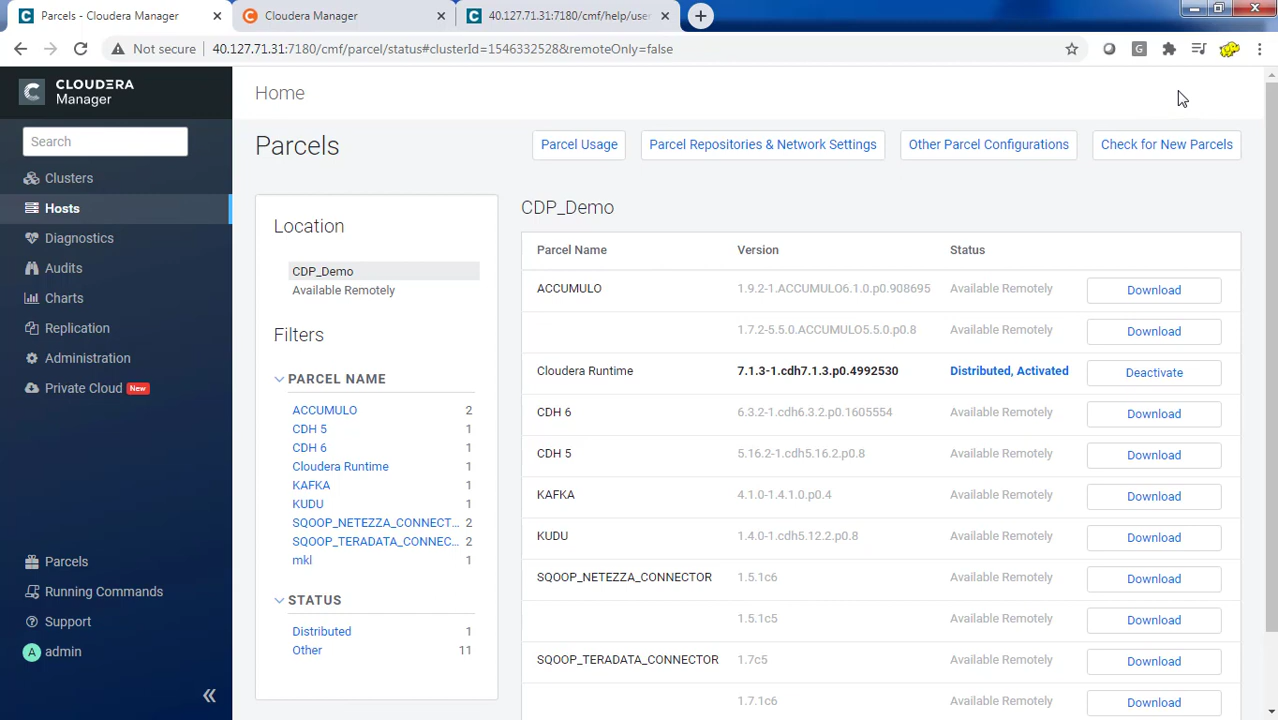 Parcels - Cloudera Manager
Cloudera Manager
40.127.71.31:7180/cmf/help/use
Not secure
40.127.71.31:7180/cmf/parcel/status#clusterId=1546332528&remoteOnly=false
G
CLOUDERA
Manager
Search
Clusters
Hosts
Diagnostics
Audits
Charts
Replication
Administration
Private Cloud New
Parcels
Running Commands
Support
A admin
Home
Parcels
Parcel Usage
Parcel Repositories & Network Settings
Other Parcel Configurations
Check for New Parcels
Location
CDP_Demo
Available Remotely
Filters
PARCEL NAME
ACCUMULO 2
CDH 5 1
CDH 6 1
Cloudera Runtime 1
KAFKA 1
KUDU 1
SQOOP_NETEZZA_CONNECT... 2
SQOOP_TERADATA_CONNEC... 2
mkl 1
STATUS
Distributed 1
Other 11
CDP_Demo
Parcel Name Version Status
ACCUMULO 1.9.2-1.ACCUMULO6.1.0.p0.908695 Available Remotely Download
1.7.2-5.5.0.ACCUMULO5.5.0.p0.8 Available Remotely Download
Cloudera Runtime 7.1.3-1.cdh7.1.3.p0.4992530 Distributed, Activated Deactivate
CDH 6 6.3.2-1.cdh6.3.2.p0.1605554 Available Remotely Download
CDH 5 5.16.2-1.cdh5.16.2.p0.8 Available Remotely Download
KAFKA 4.1.0-1.4.1.0.p0.4 Available Remotely Download
KUDU 1.4.0-1.cdh5.12.2.p0.8 Available Remotely Download
SQOOP_NETEZZA_CONNECTOR 1.5.1c6 Available Remotely Download
1.5.1c5 Available Remotely Download
SQOOP_TERADATA_CONNECTOR 1.7c5 Available Remotely Download
1.7.1c6 Available Remotely Download